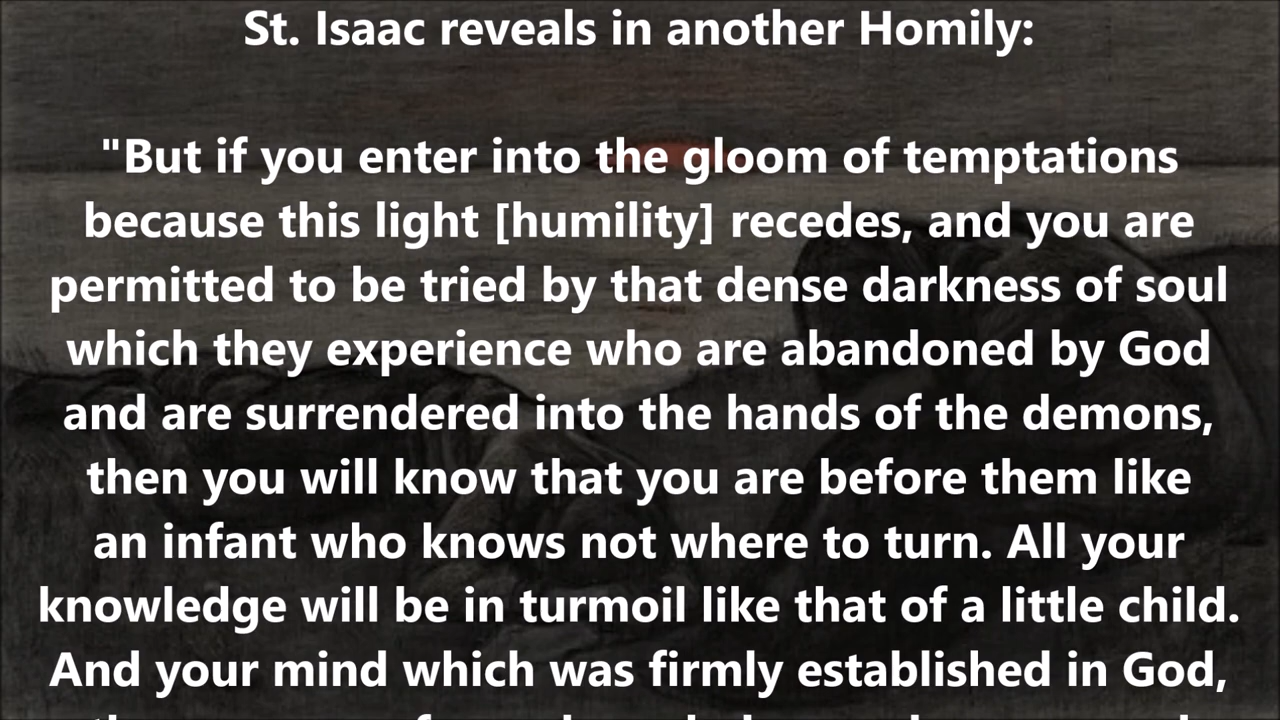 St. Isaac reveals in another Homily:
"But if you enter into the gloom of temptations
because this light [humility] recedes, and you are
permitted to be tried by that dense darkness of soul
which they experience who are abandoned by God
and are surrendered into the hands of the demons,
then you will know that you are before them like
an infant who knows not where to turn. All your
knowledge will be in turmoil like that of a little child.
And your mind which was firmly established in God,